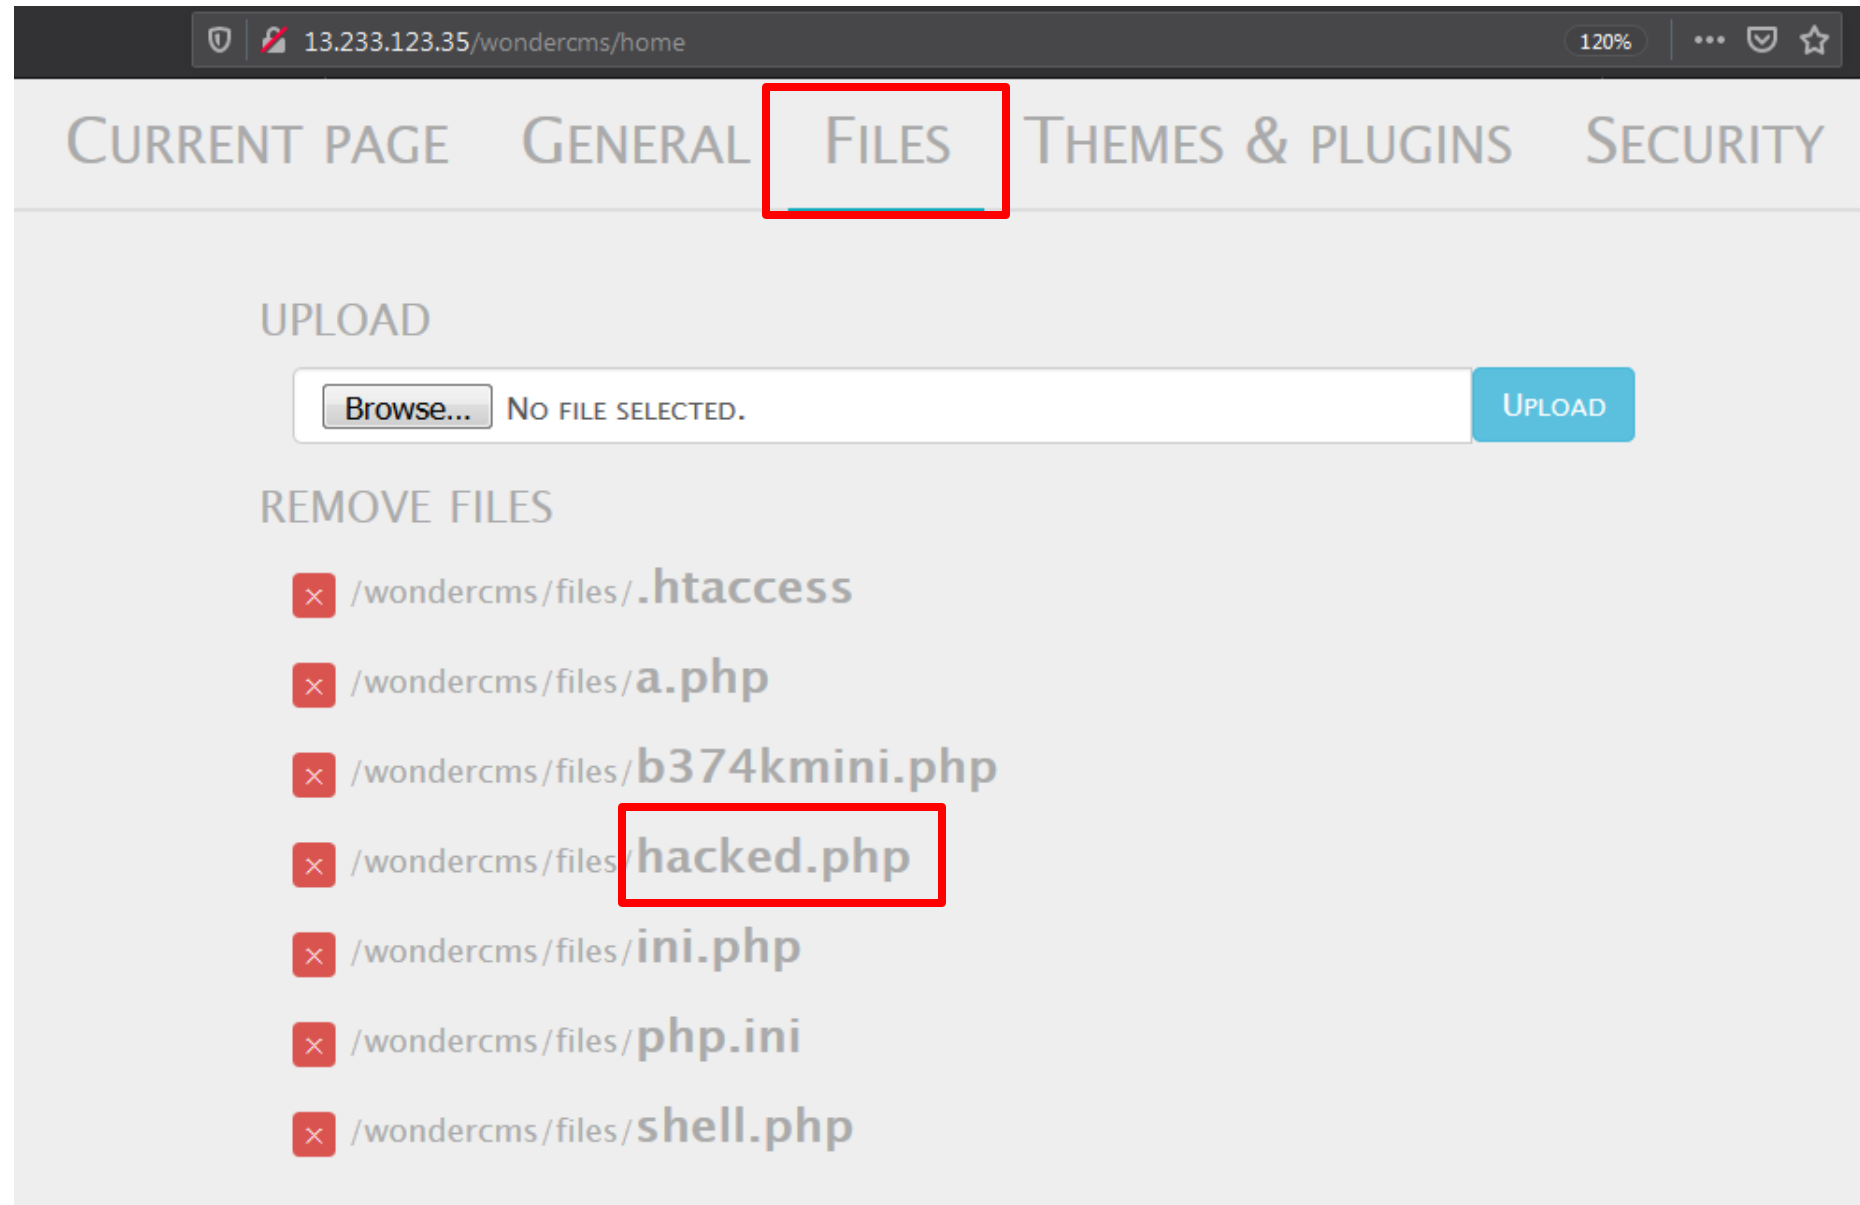 13.233.123.35/wondercms/home 120%
CURRENT PAGE GENERAL FILES THEMES & PLUGINS SECURITY
UPLOAD
Browse... NO FILE SELECTED. UPLOAD
REMOVE FILES
/wondercms/files/.htaccess
/wondercms/files/a.php
/wondercms/files/b374kmini.php
/wondercms/files/hacked.php
/wondercms/files/ini.php
/wondercms/files/php.ini
/wondercms/files/shell.php